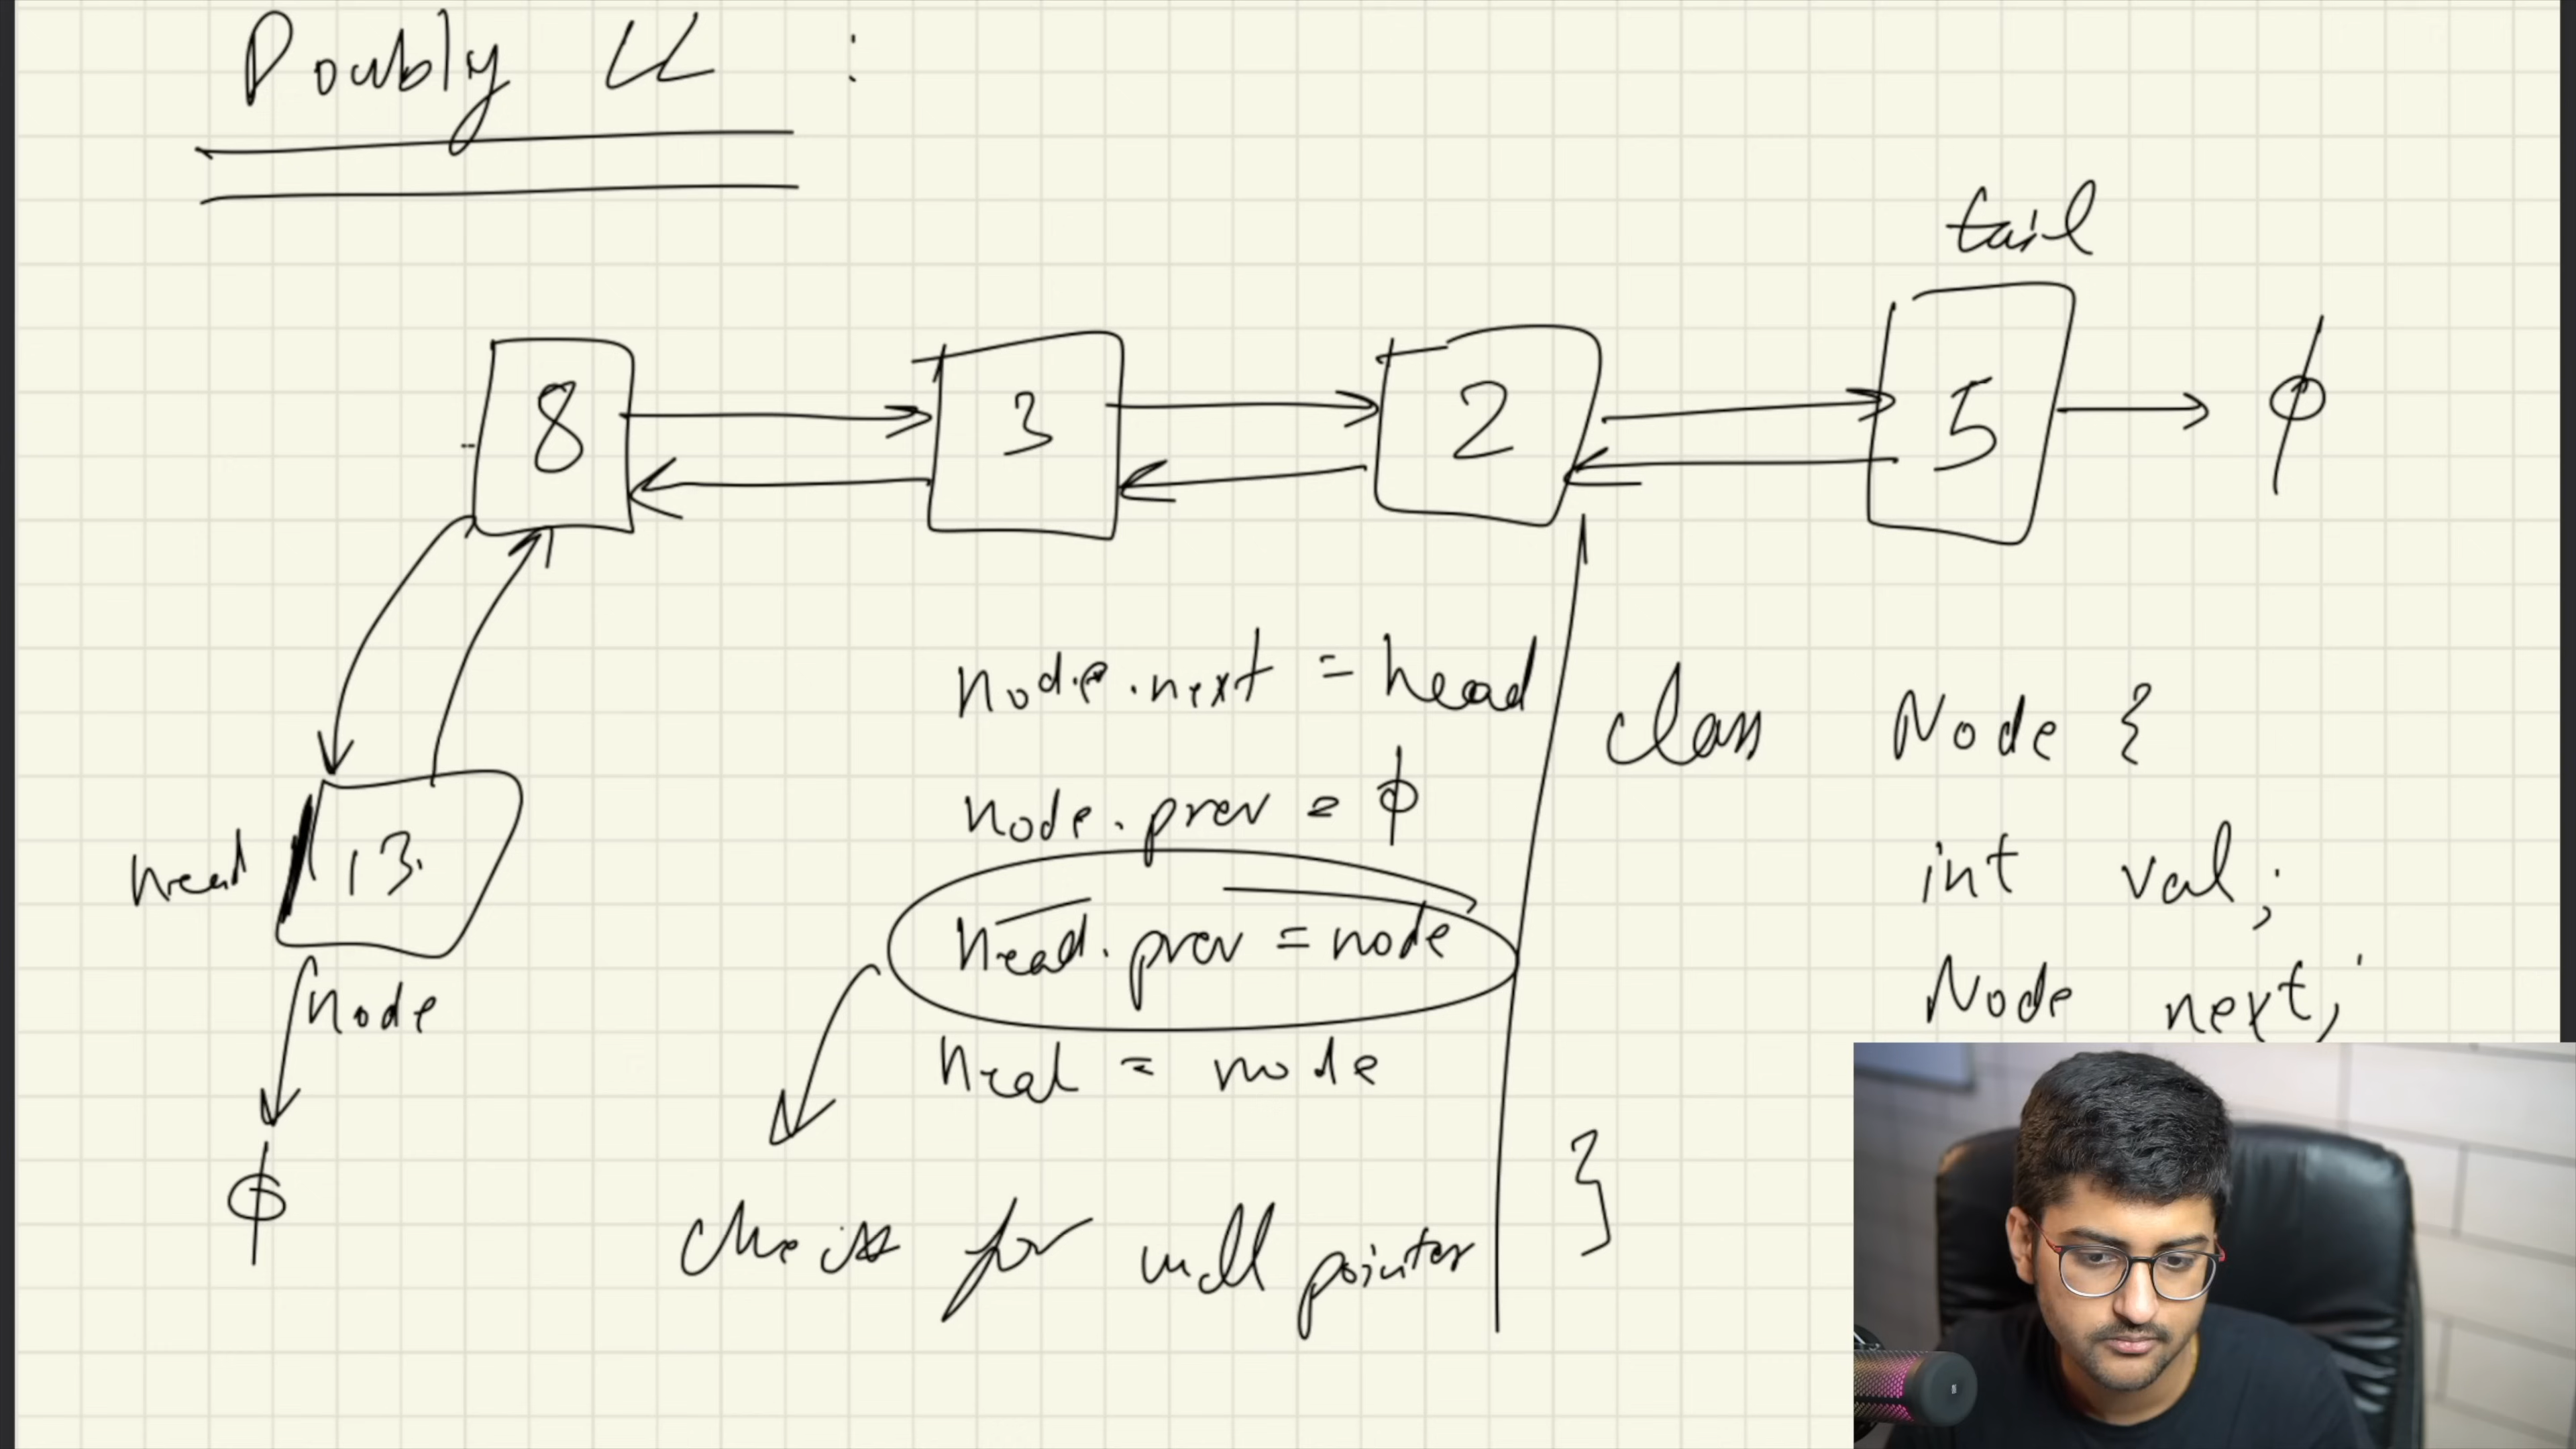 Doubly LL :
tail
8 3 2 5 ϕ
node.next = head
node.prev = ϕ
head.prev = node
head = node
check for null pointer
class Node {
int val;
Node next;
}
head 13
node
ϕ